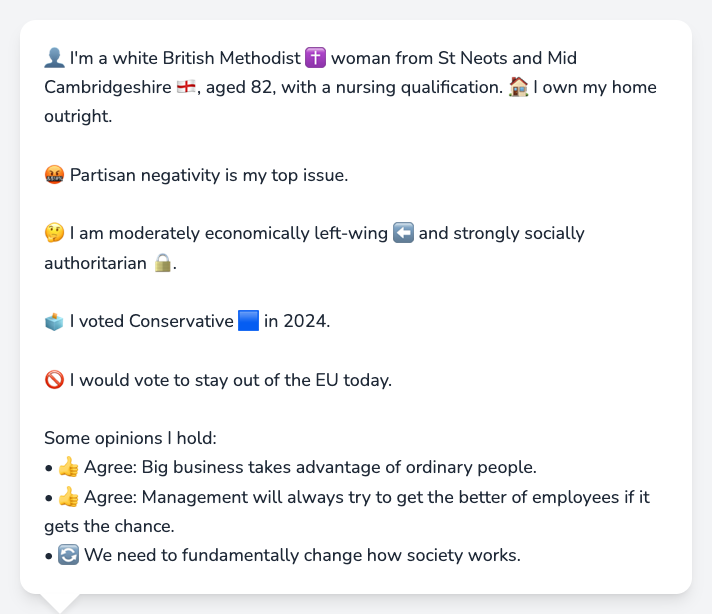 👤 I'm a white British Methodist ✝️ woman from St Neots and Mid
Cambridgeshire 🏴󠁧󠁢󠁥󠁮󠁧󠁿, aged 82, with a nursing qualification. 🏠 I own my home
outright.
🤬 Partisan negativity is my top issue.
🤔 I am moderately economically left-wing ⬅️ and strongly socially
authoritarian 🔒.
🗳️ I voted Conservative 🟦 in 2024.
🚫 I would vote to stay out of the EU today.
Some opinions I hold:
• 👍 Agree: Big business takes advantage of ordinary people.
• 👍 Agree: Management will always try to get the better of employees if it
gets the chance.
• 🔄 We need to fundamentally change how society works.